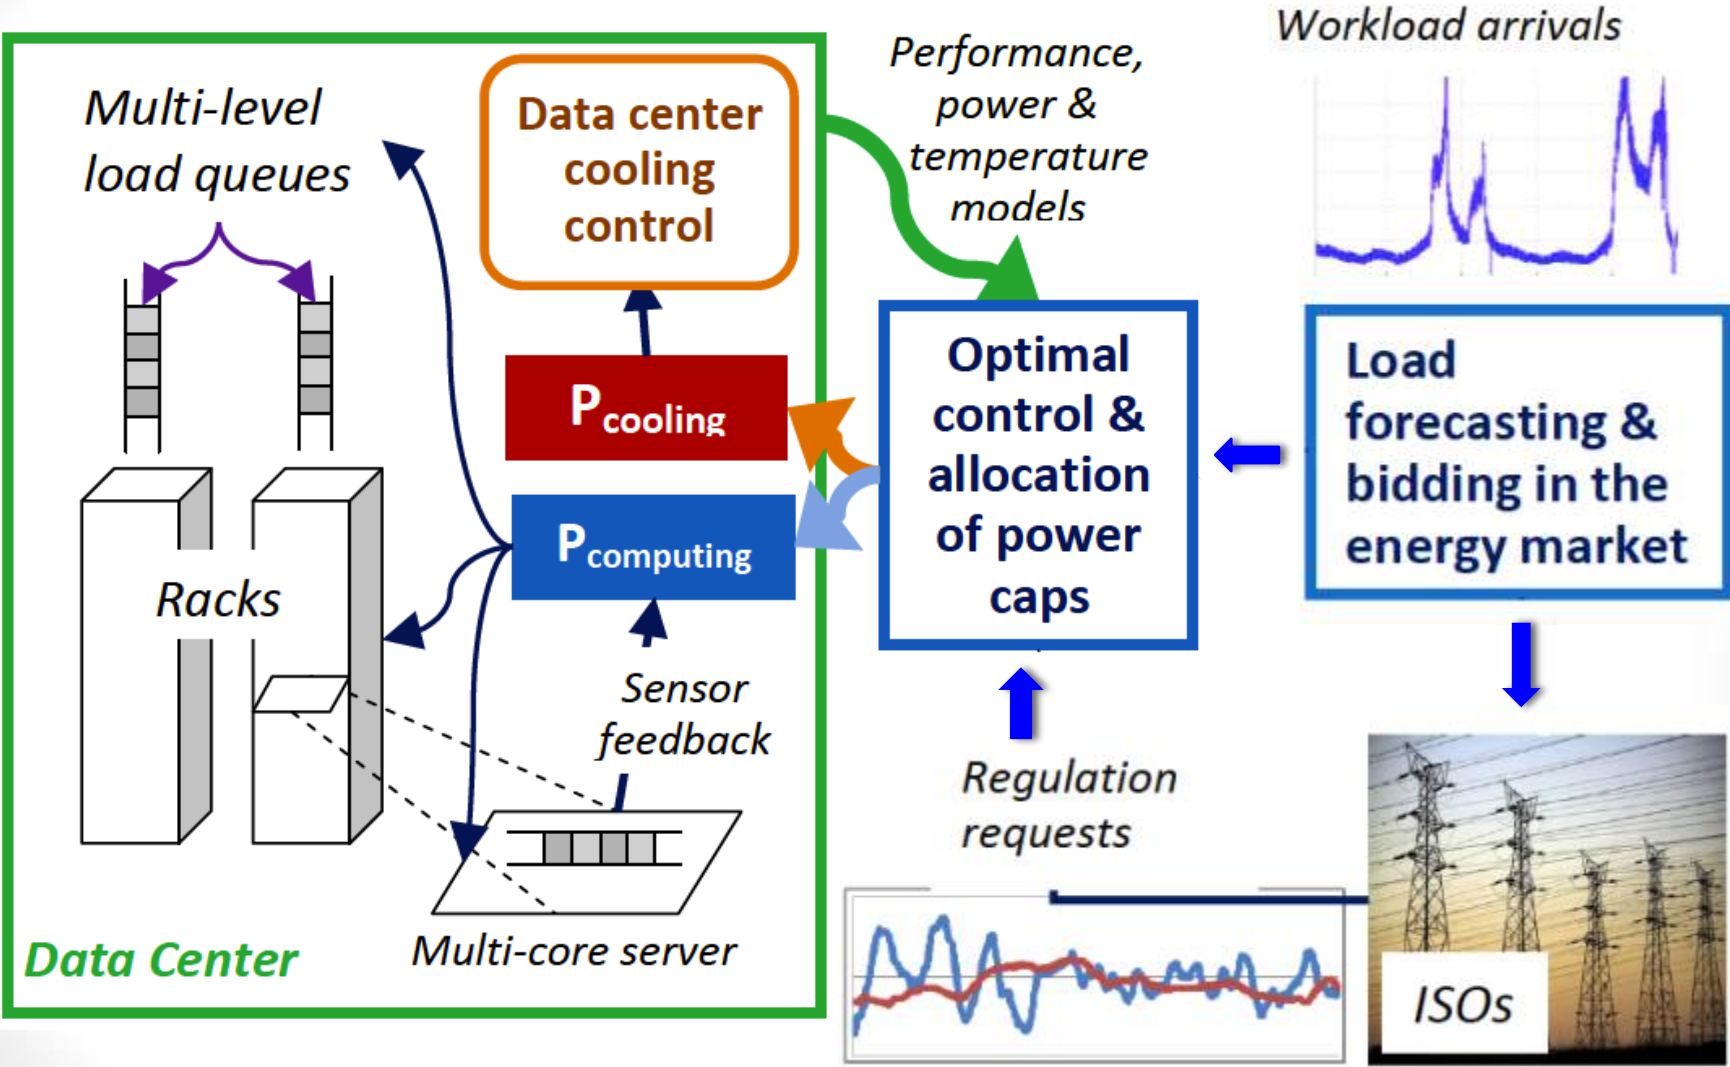 Multi-level
load queues
Data center
cooling
control
Performance,
power &
temperature
models
Workload arrivals
Pcooling
Pcomputing
Optimal
control &
allocation
of power
caps
Load
forecasting &
bidding in the
energy market
Racks
Sensor
feedback
Regulation
requests
Multi-core server
Data Center
ISOs